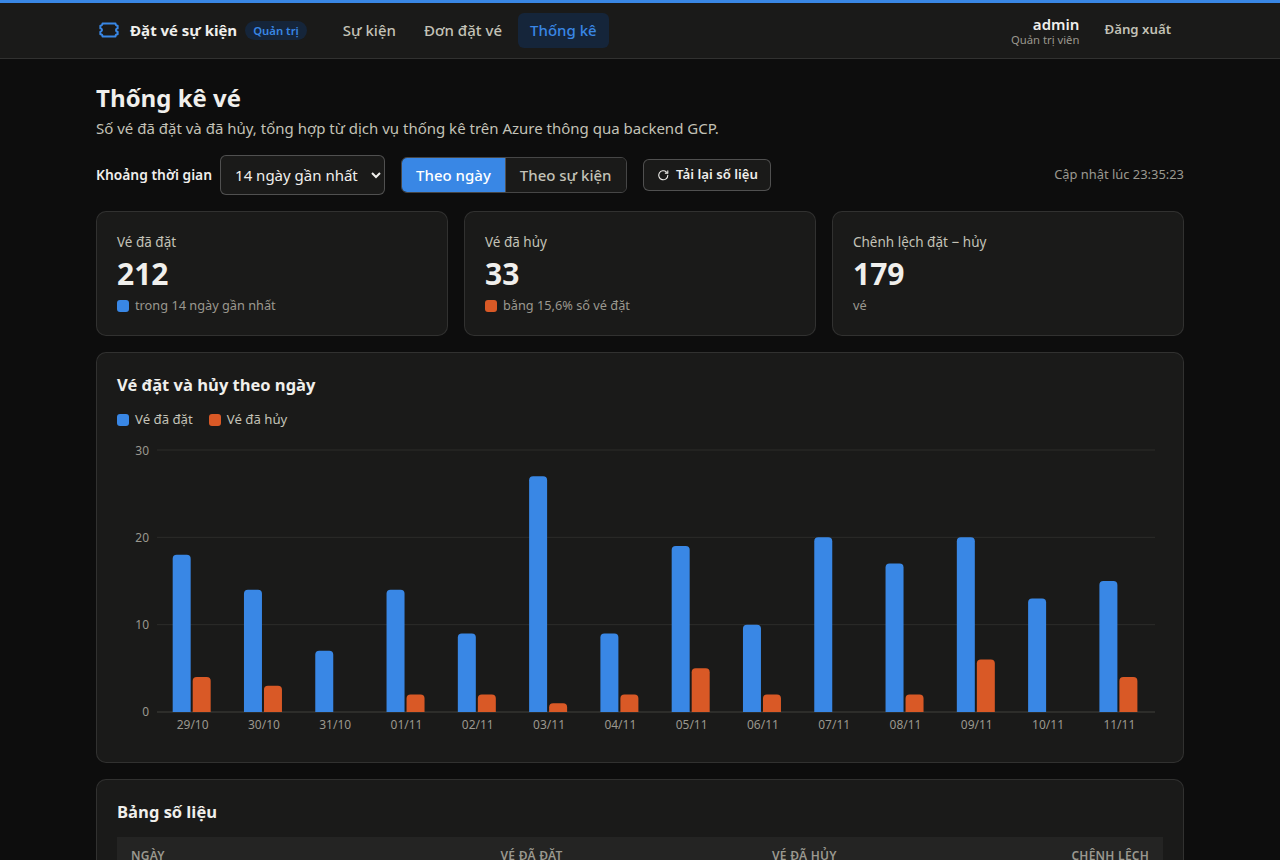 Đặt vé sự kiện Quản trị Sự kiện Đơn đặt vé Thống kê admin Đăng xuất
Quản trị viên
Thống kê vé
Số vé đã đặt và đã hủy, tổng hợp từ dịch vụ thống kê trên Azure thông qua backend GCP.
Khoảng thời gian 14 ngày gần nhất Theo ngày Theo sự kiện Tải lại số liệu Cập nhật lúc 23:35:23
Vé đã đặt
212
trong 14 ngày gần nhất
Vé đã hủy
33
bằng 15,6% số vé đặt
Chênh lệch đặt – hủy
179
vé
Vé đặt và hủy theo ngày
Vé đã đặt Vé đã hủy
30
20
10
0
29/10 30/10 31/10 01/11 02/11 03/11 04/11 05/11 06/11 07/11 08/11 09/11 10/11 11/11
Bảng số liệu
NGÀY VÉ ĐÃ ĐẶT VÉ ĐÃ HỦY CHÊNH LỆCH